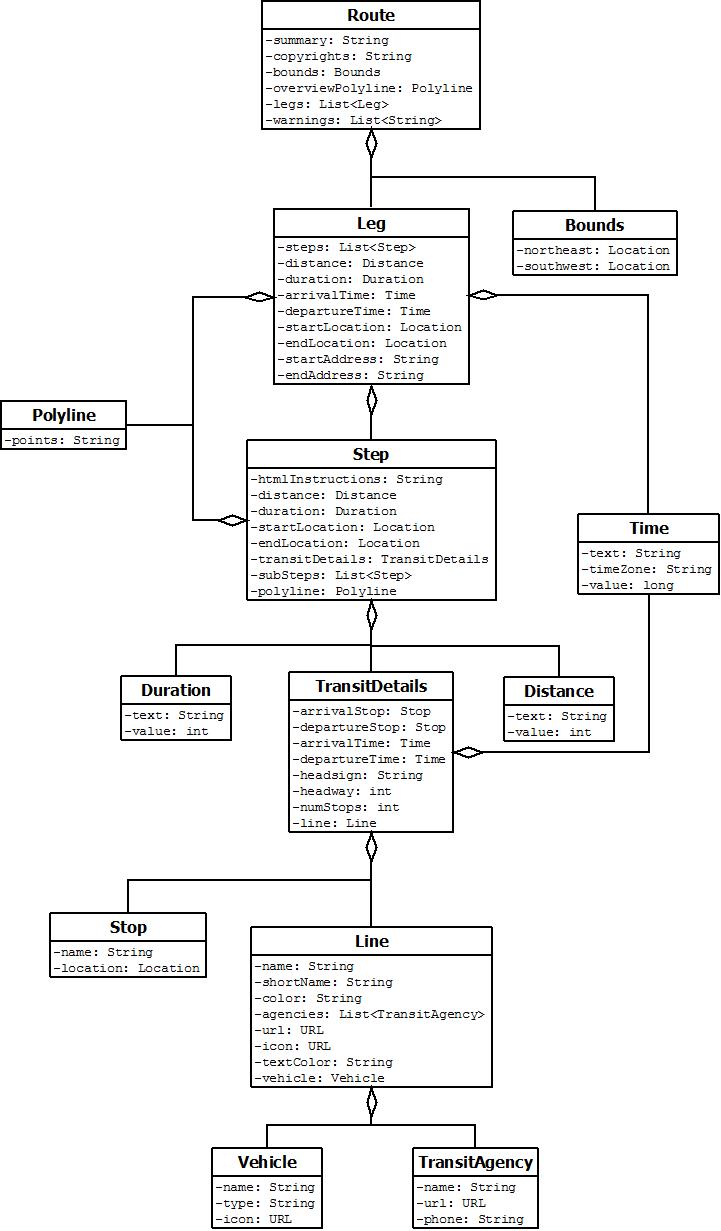 Route
-summary: String
-copyrights: String
-bounds: Bounds
-overviewPolyline: Polyline
-legs: List<Leg>
-warnings: List<String>
Leg
-steps: List<Step>
-distance: Distance
-duration: Duration
-arrivalTime: Time
-departureTime: Time
-startLocation: Location
-endLocation: Location
-startAddress: String
-endAddress: String
Bounds
-northeast: Location
-southwest: Location
Polyline
-points: String
Step
-htmlInstructions: String
-distance: Distance
-duration: Duration
-startLocation: Location
-endLocation: Location
-transitDetails: TransitDetails
-subSteps: List<Step>
-polyline: Polyline
Time
-text: String
-timeZone: String
-value: long
Duration
-text: String
-value: int
TransitDetails
-arrivalStop: Stop
-departureStop: Stop
-arrivalTime: Time
-departureTime: Time
-headsign: String
-headway: int
-numStops: int
-line: Line
Distance
-text: String
-value: int
Stop
-name: String
-location: Location
Line
-name: String
-shortName: String
-color: String
-agencies: List<TransitAgency>
-url: URL
-icon: URL
-textColor: String
-vehicle: Vehicle
Vehicle
-name: String
-type: String
-icon: URL
TransitAgency
-name: String
-url: URL
-phone: String